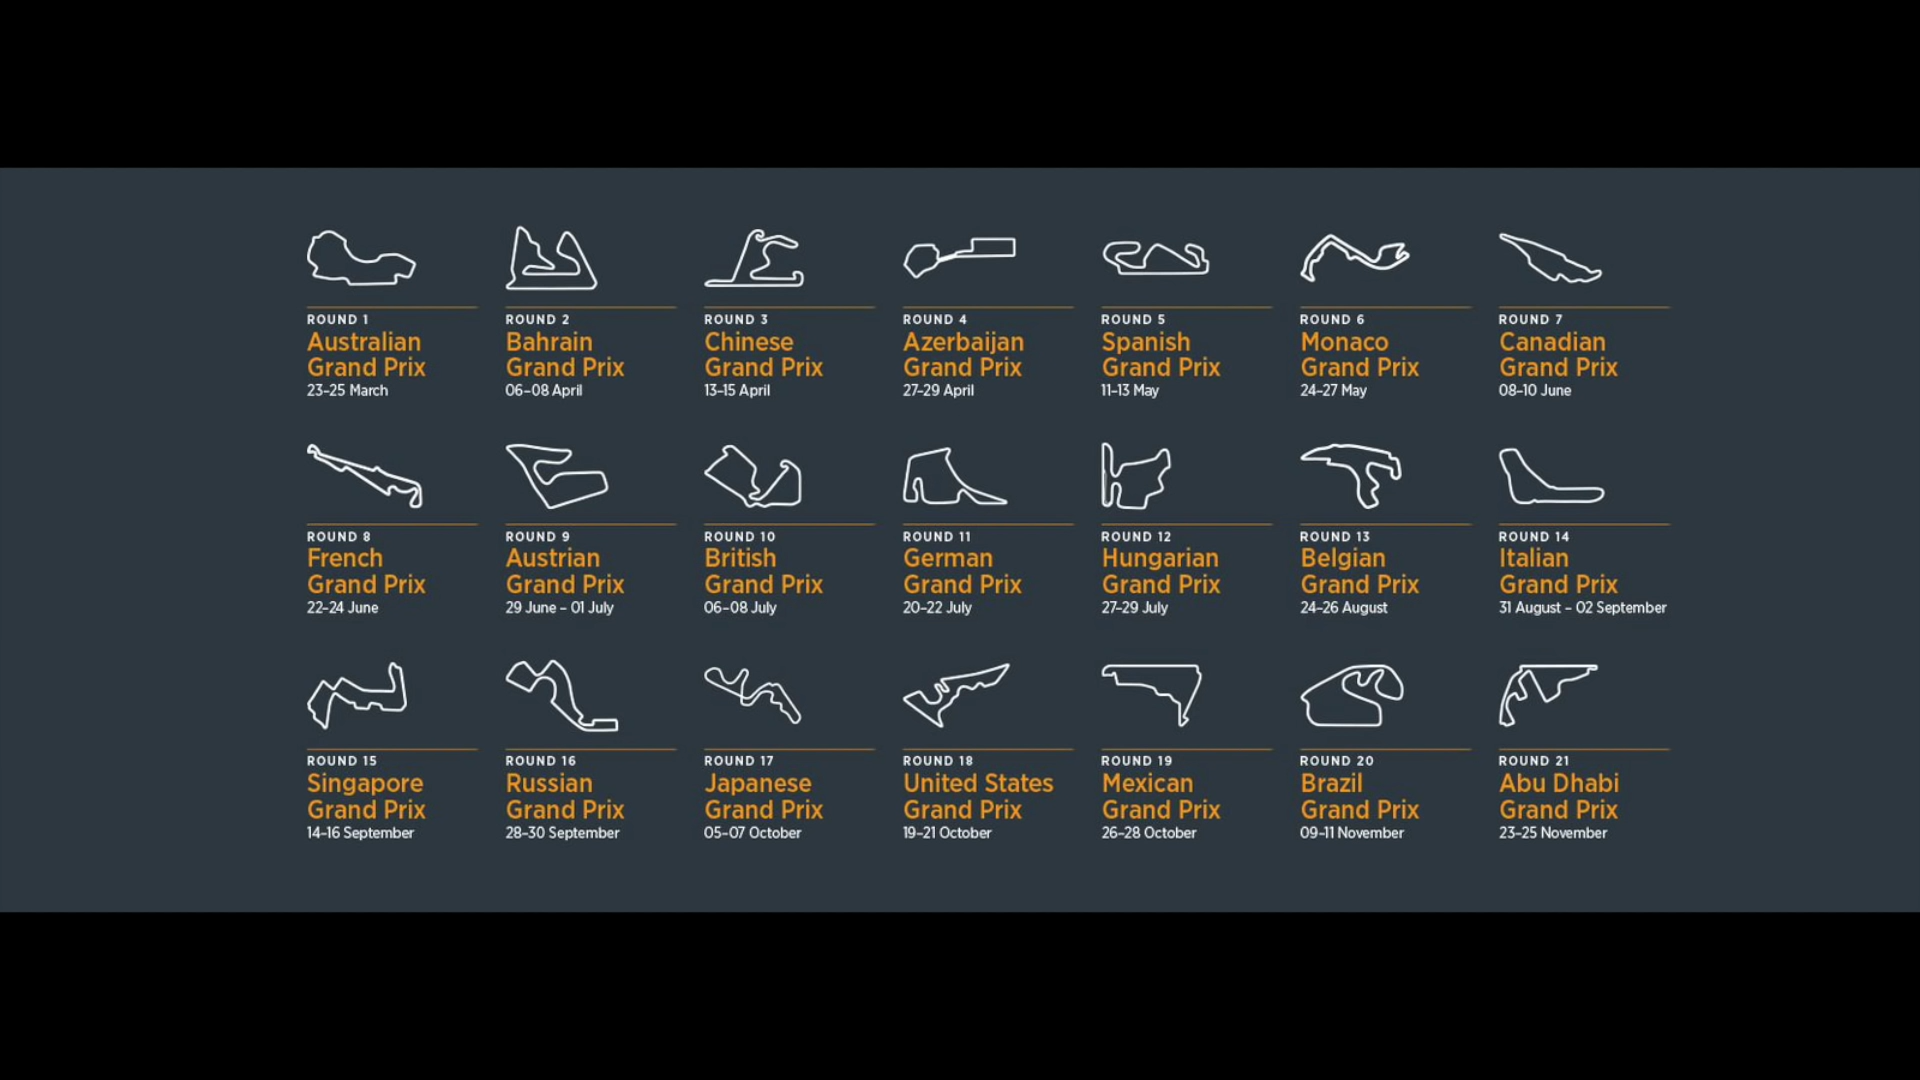 ROUND 1
Australian
Grand Prix
23-25 March
ROUND 2
Bahrain
Grand Prix
06-08 April
ROUND 3
Chinese
Grand Prix
13-15 April
ROUND 4
Azerbaijan
Grand Prix
27-29 April
ROUND 5
Spanish
Grand Prix
11-13 May
ROUND 6
Monaco
Grand Prix
24-27 May
ROUND 7
Canadian
Grand Prix
08-10 June
ROUND 8
French
Grand Prix
22-24 June
ROUND 9
Austrian
Grand Prix
29 June - 01 July
ROUND 10
British
Grand Prix
06-08 July
ROUND 11
German
Grand Prix
20-22 July
ROUND 12
Hungarian
Grand Prix
27-29 July
ROUND 13
Belgian
Grand Prix
24-26 August
ROUND 14
Italian
Grand Prix
31 August - 02 September
ROUND 15
Singapore
Grand Prix
14-16 September
ROUND 16
Russian
Grand Prix
28-30 September
ROUND 17
Japanese
Grand Prix
05-07 October
ROUND 18
United States
Grand Prix
19-21 October
ROUND 19
Mexican
Grand Prix
26-28 October
ROUND 20
Brazil
Grand Prix
09-11 November
ROUND 21
Abu Dhabi
Grand Prix
23-25 November